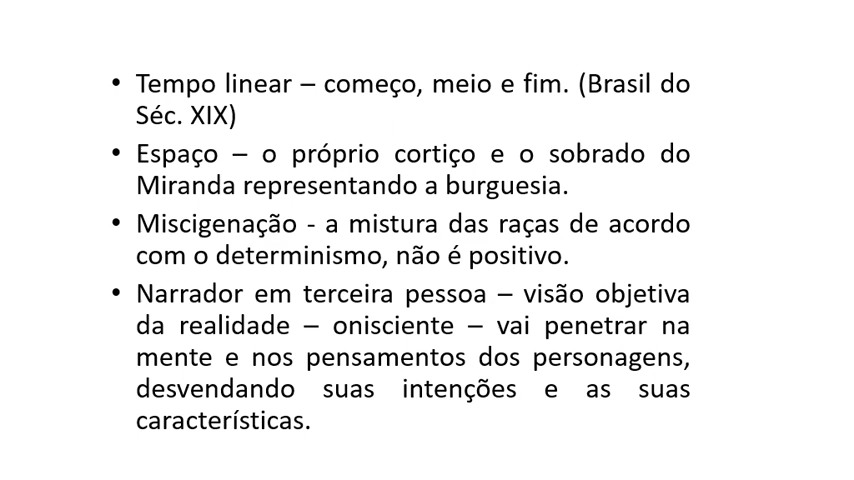 • Tempo linear – começo, meio e fim. (Brasil do
Séc. XIX)
• Espaço – o próprio cortiço e o sobrado do
Miranda representando a burguesia.
• Miscigenação - a mistura das raças de acordo
com o determinismo, não é positivo.
• Narrador em terceira pessoa – visão objetiva
da realidade – onisciente – vai penetrar na
mente e nos pensamentos dos personagens,
desvendando suas intenções e as suas
características.